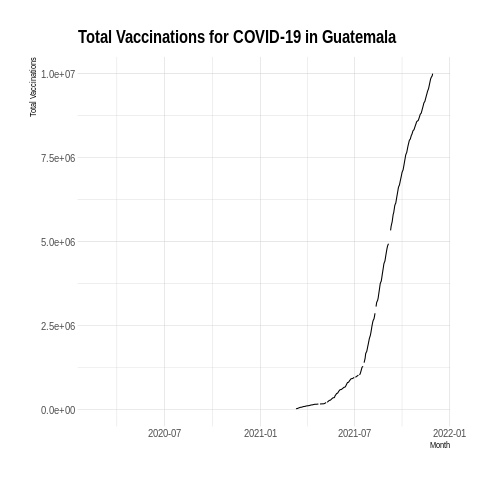 Total Vaccinations for COVID-19 in Guatemala
Total Vaccinations
1.0e+07
7.5e+06
5.0e+06
2.5e+06
0.0e+00
2020-07 2021-01 2021-07 2022-01
Month